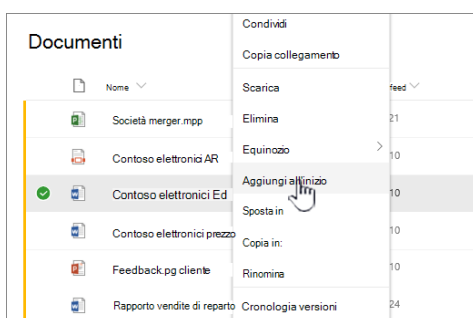 Condividi
Documenti
Copia collegamento
Nome
Scarica
feed
Società merger.mpp
Elimina
21
Contoso elettronici AR
Equinozio
10
Contoso elettronici Ed
Aggiungi all'inizio
10
Sposta in
Contoso elettronici prezzo
Copia in:
10
Feedback.pg cliente
Rinomina
10
Rapporto vendite di reparto
Cronologia versioni
24